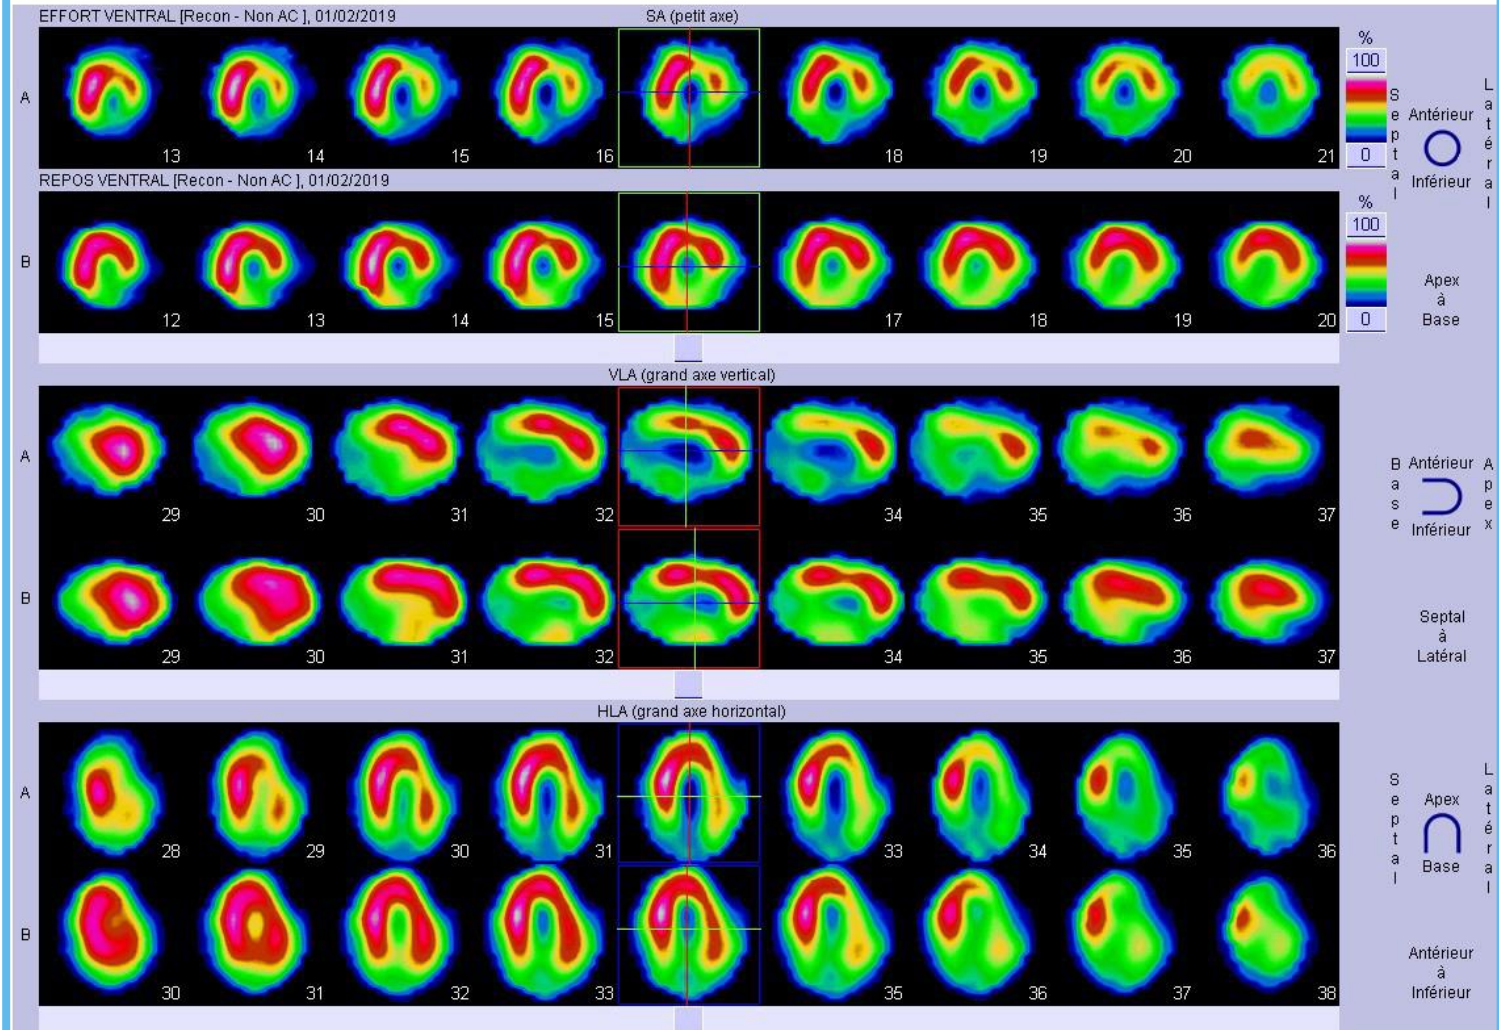 EFFORT VENTRAL [Recon - Non AC ], 01/02/2019
SA (petit axe)
A
13 14 15 16 18 19 20 21
%
100
0
REPOS VENTRAL [Recon - Non AC ], 01/02/2019
B
12 13 14 15 17 18 19 20
%
100
0
Septal
Antérieur
Inférieur
Latéral
Apex
à
Base
VLA (grand axe vertical)
A
29 30 31 32 34 35 36 37
B
29 30 31 32 34 35 36 37
Base
Antérieur
Inférieur
Apex
Septal
à
Latéral
HLA (grand axe horizontal)
A
28 29 30 31 33 34 35 36
B
30 31 32 33 35 36 37 38
Septal
Apex
Base
Latéral
Antérieur
à
Inférieur